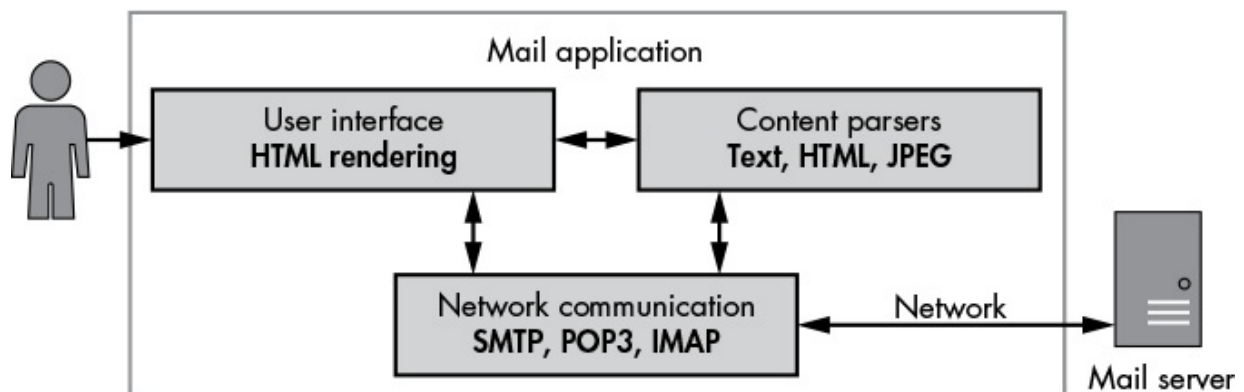 Mail application
User interface
HTML rendering
Content parsers
Text, HTML, JPEG
Network communication
SMTP, POP3, IMAP
Network
Mail server